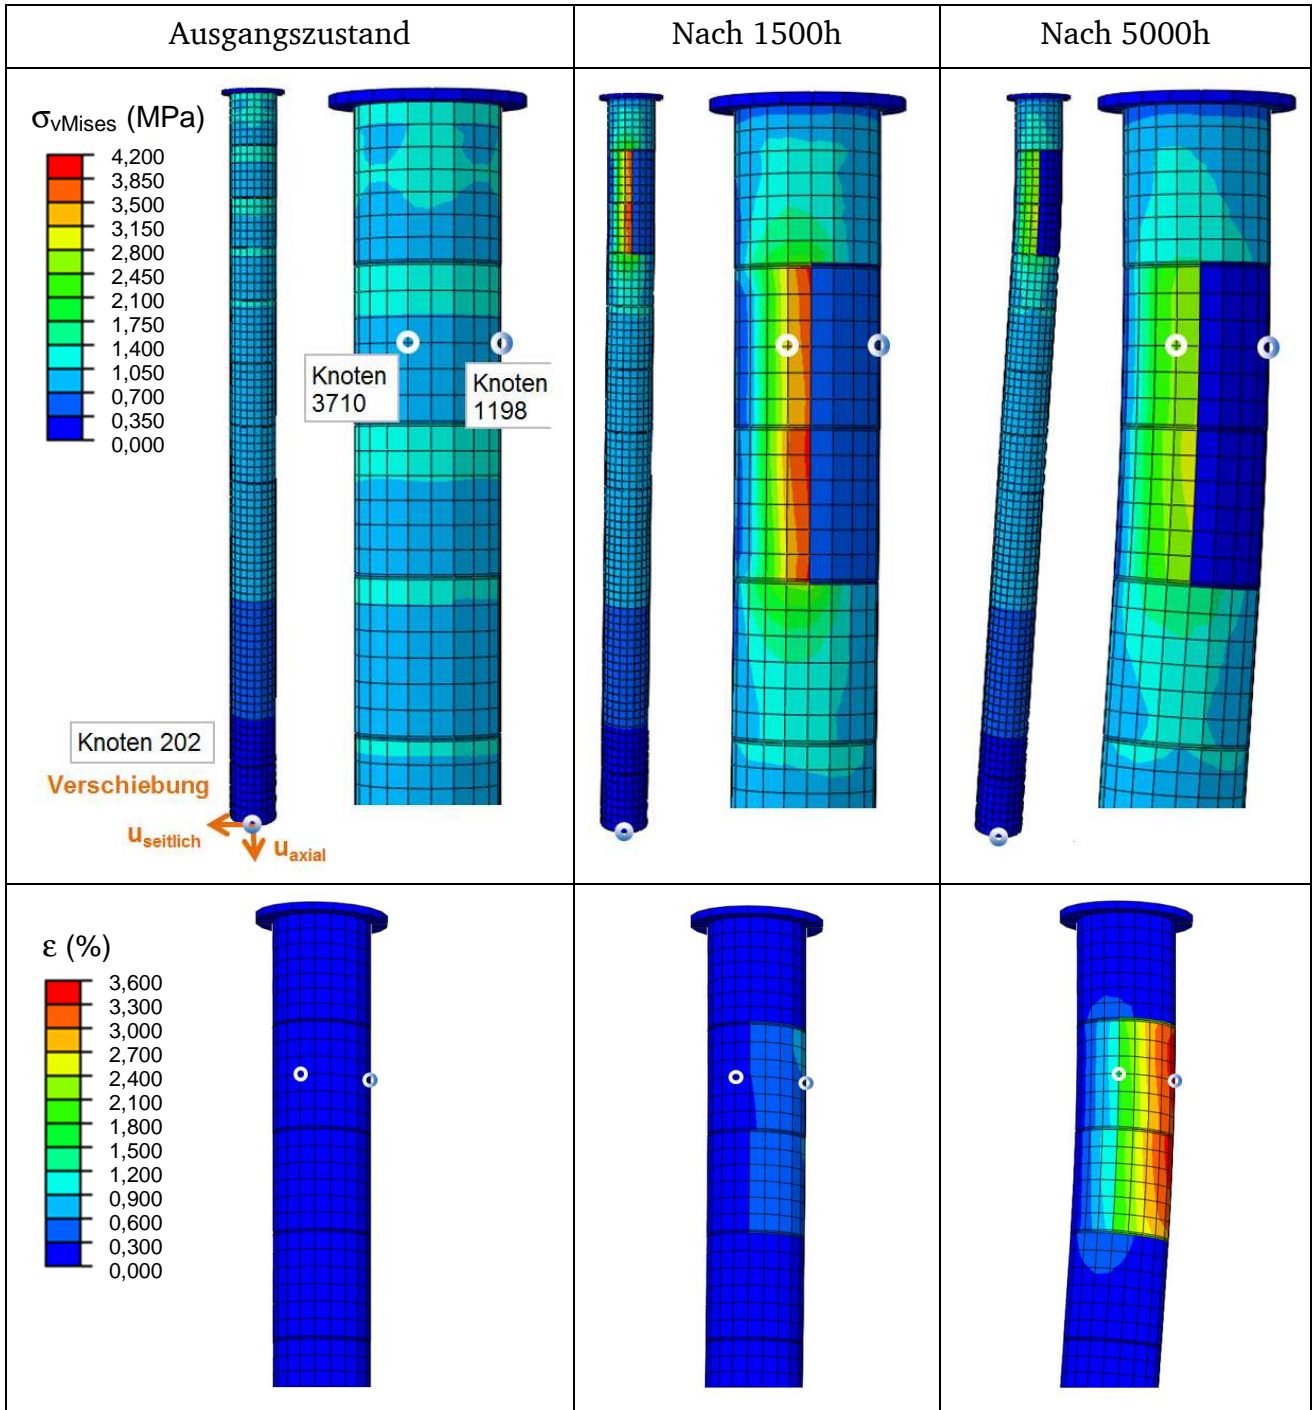 Ausgangszustand
Nach 1500h
Nach 5000h
σvMises (MPa)
4,200
3,850
3,500
3,150
2,800
2,450
2,100
1,750
1,400
1,050
0,700
0,350
0,000
Knoten
3710
Knoten
1198
Knoten 202
Verschiebung
useitlich
uaxial
ε (%)
3,600
3,300
3,000
2,700
2,400
2,100
1,800
1,500
1,200
0,900
0,600
0,300
0,000